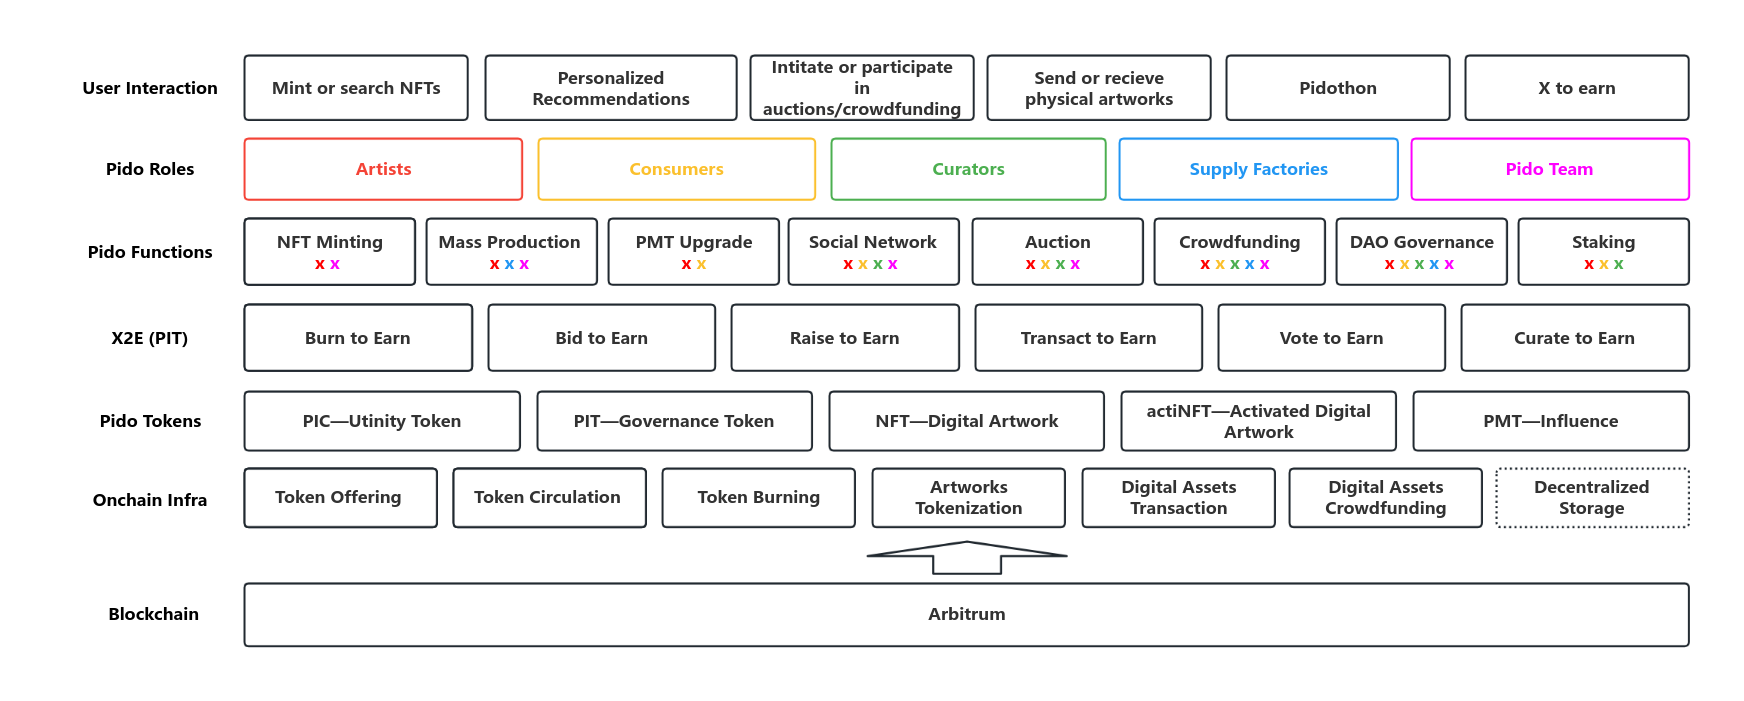 User Interaction
Mint or search NFTs
Personalized
Recommendations
Intitate or participate
in
auctions/crowdfunding
Send or recieve
physical artworks
Pidothon
X to earn
Pido Roles
Artists
Consumers
Curators
Supply Factories
Pido Team
Pido Functions
NFT Minting
x x
Mass Production
x x x
PMT Upgrade
x x
Social Network
x x x x
Auction
x x x x
Crowdfunding
x x x x x
DAO Governance
x x x x x
Staking
x x x
X2E (PIT)
Burn to Earn
Bid to Earn
Raise to Earn
Transact to Earn
Vote to Earn
Curate to Earn
Pido Tokens
PIC—Utinity Token
PIT—Governance Token
NFT—Digital Artwork
actiNFT—Activated Digital
Artwork
PMT—Influence
Onchain Infra
Token Offering
Token Circulation
Token Burning
Artworks
Tokenization
Digital Assets
Transaction
Digital Assets
Crowdfunding
Decentralized
Storage
Blockchain
Arbitrum